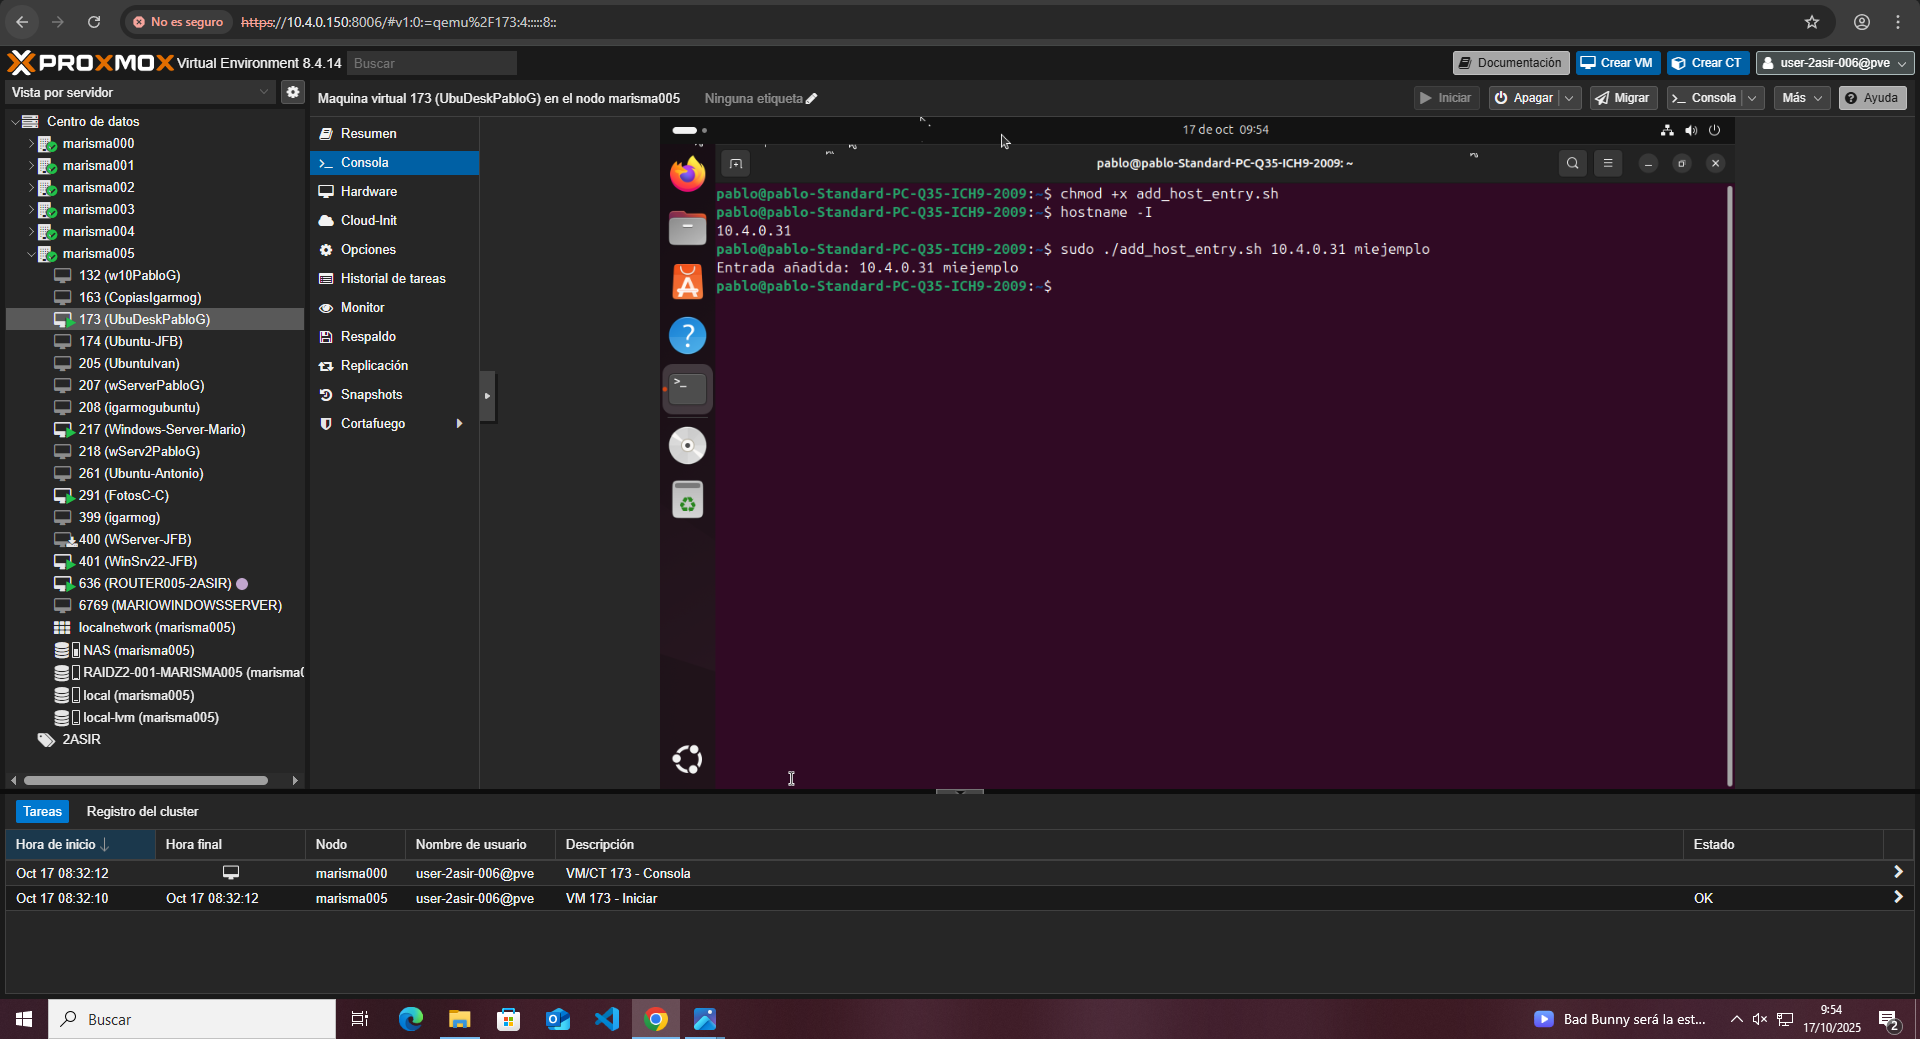 No es seguro https://10.4.0.150:8006/#v1:0:=qemu%2F173:4:::::8::
PROXMOX Virtual Environment 8.4.14 Buscar
Documentación Crear VM Crear CT user-2asir-006@pve
Vista por servidor
Maquina virtual 173 (UbuDeskPabloG) en el nodo marisma005 Ninguna etiqueta
Iniciar Apagar Migrar >_ Consola Más Ayuda
Centro de datos
marisma000
marisma001
marisma002
marisma003
marisma004
marisma005
132 (w10PabloG)
163 (CopiasIgarmog)
173 (UbuDeskPabloG)
174 (Ubuntu-JFB)
205 (UbuntuIvan)
207 (wServerPabloG)
208 (igarmogubuntu)
217 (Windows-Server-Mario)
218 (wServ2PabloG)
261 (Ubuntu-Antonio)
291 (FotosC-C)
399 (igarmog)
400 (WServer-JFB)
401 (WinSrv22-JFB)
636 (ROUTER005-2ASIR)
6769 (MARIOWINDOWSSERVER)
localnetwork (marisma005)
NAS (marisma005)
RAIDZ2-001-MARISMA005 (marisma0
local (marisma005)
local-lvm (marisma005)
2ASIR
Resumen
>_ Consola
Hardware
Cloud-Init
Opciones
Historial de tareas
Monitor
Respaldo
Replicación
Snapshots
Cortafuego
17 de oct 09:54
pablo@pablo-Standard-PC-Q35-ICH9-2009: ~
pablo@pablo-Standard-PC-Q35-ICH9-2009:~$ chmod +x add_host_entry.sh
pablo@pablo-Standard-PC-Q35-ICH9-2009:~$ hostname -I
10.4.0.31
pablo@pablo-Standard-PC-Q35-ICH9-2009:~$ sudo ./add_host_entry.sh 10.4.0.31 miejemplo
Entrada añadida: 10.4.0.31 miejemplo
pablo@pablo-Standard-PC-Q35-ICH9-2009:~$
Tareas Registro del cluster
Hora de inicio Hora final Nodo Nombre de usuario Descripción Estado
Oct 17 08:32:12 marisma000 user-2asir-006@pve VM/CT 173 - Consola
Oct 17 08:32:10 Oct 17 08:32:12 marisma005 user-2asir-006@pve VM 173 - Iniciar OK
Buscar
Bad Bunny será la est...
9:54
17/10/2025
2